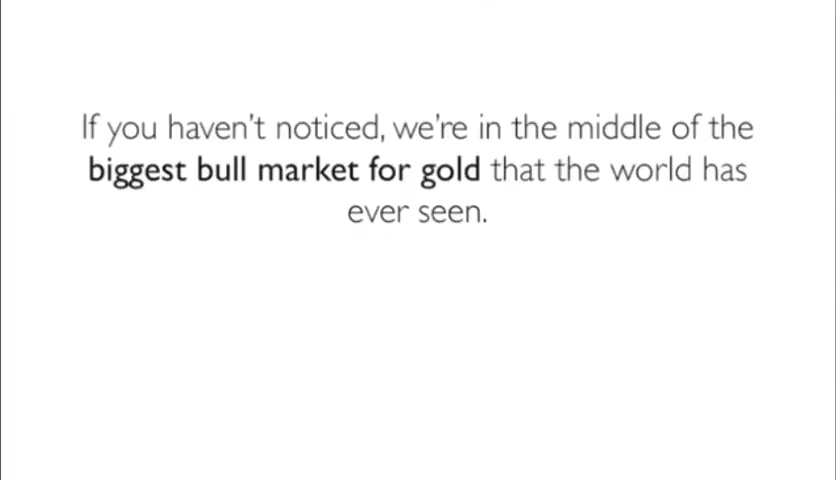 If you haven't noticed, we're in the middle of the
biggest bull market for gold that the world has
ever seen.